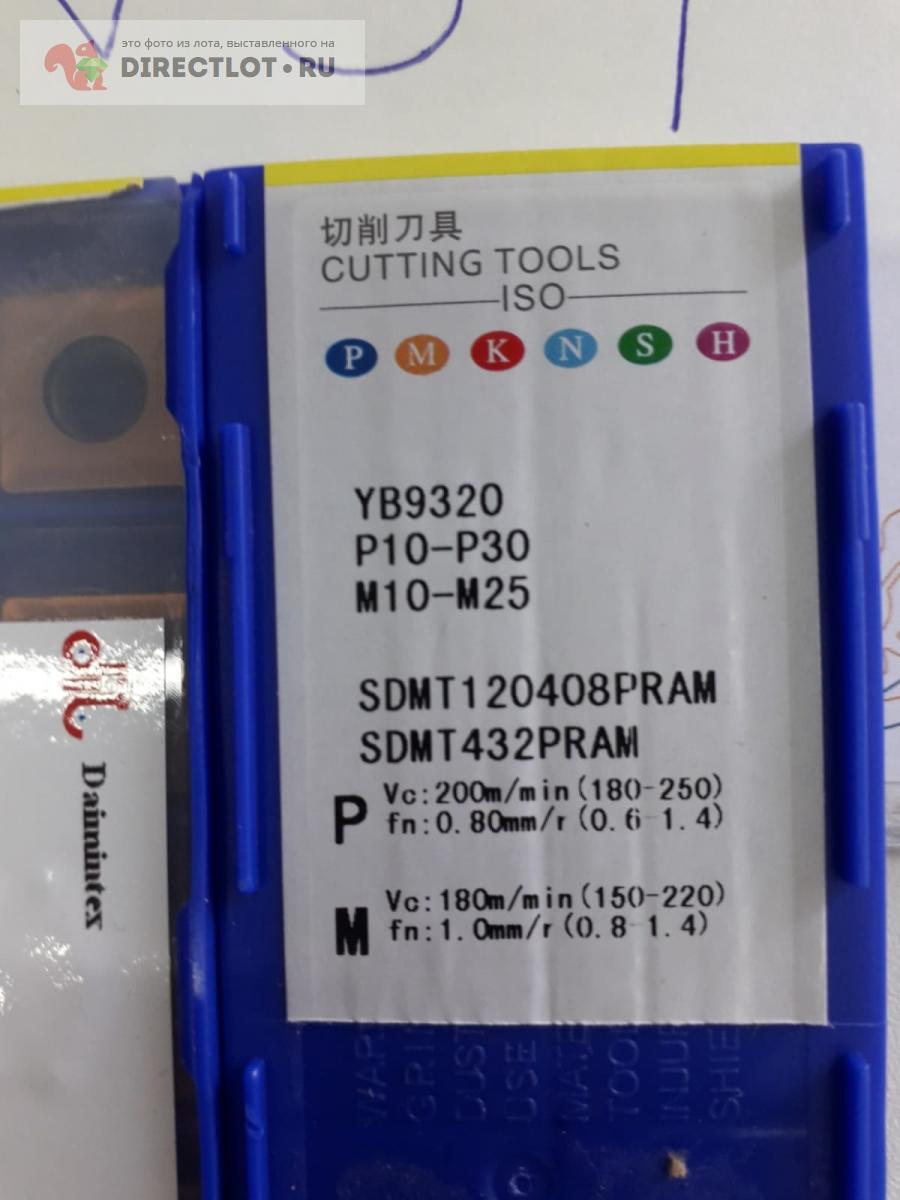 это фото из лота, выставленного на
DIRECTLOT.RU
切削刀具
CUTTING TOOLS
ISO
P M K N S H
YB9320
P10-P30
M10-M25
SDMT120408PRAM
SDMT432PRAM
P
Vc:200m/min(180-250)
fn:0.80mm/r(0.6-1.4)
M
Vc:180m/min(150-220)
fn:1.0mm/r(0.8-1.4)
DUST
USE